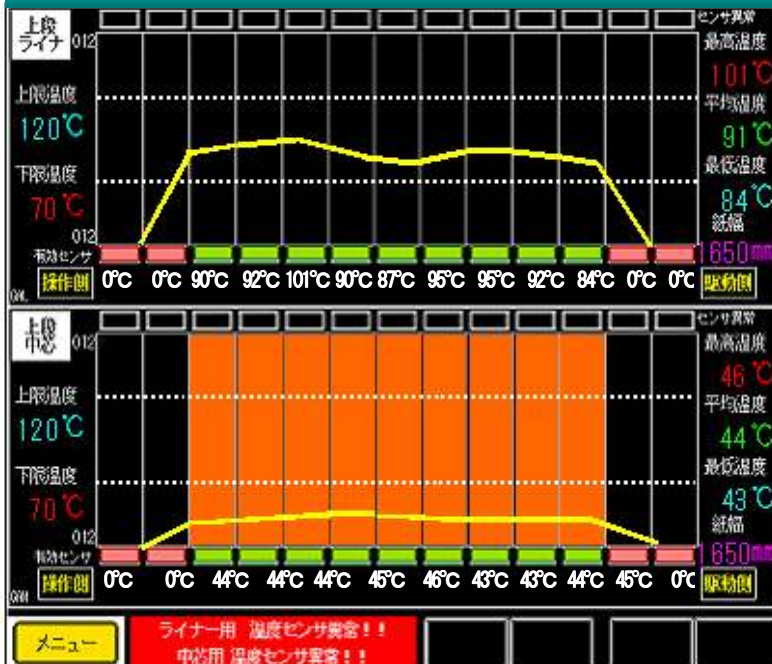 上段
ライナ
012
センサ異常
最高温度
101℃
上限温度
120℃
平均温度
91℃
下限温度
70℃
最低温度
84℃
紙幅
012
有効センサ
1650mm
操作側
0℃ 0℃ 90℃ 92℃ 101℃ 90℃ 87℃ 95℃ 95℃ 92℃ 84℃ 0℃ 0℃
駆動側
上段
中芯
012
センサ異常
最高温度
46℃
上限温度
120℃
平均温度
44℃
下限温度
70℃
最低温度
43℃
紙幅
012
有効センサ
1650mm
操作側
0℃ 0℃ 44℃ 44℃ 44℃ 45℃ 46℃ 43℃ 43℃ 44℃ 45℃ 0℃
駆動側
メニュー
ライナー用 温度センサ異常!!
中芯用 温度センサ異常!!